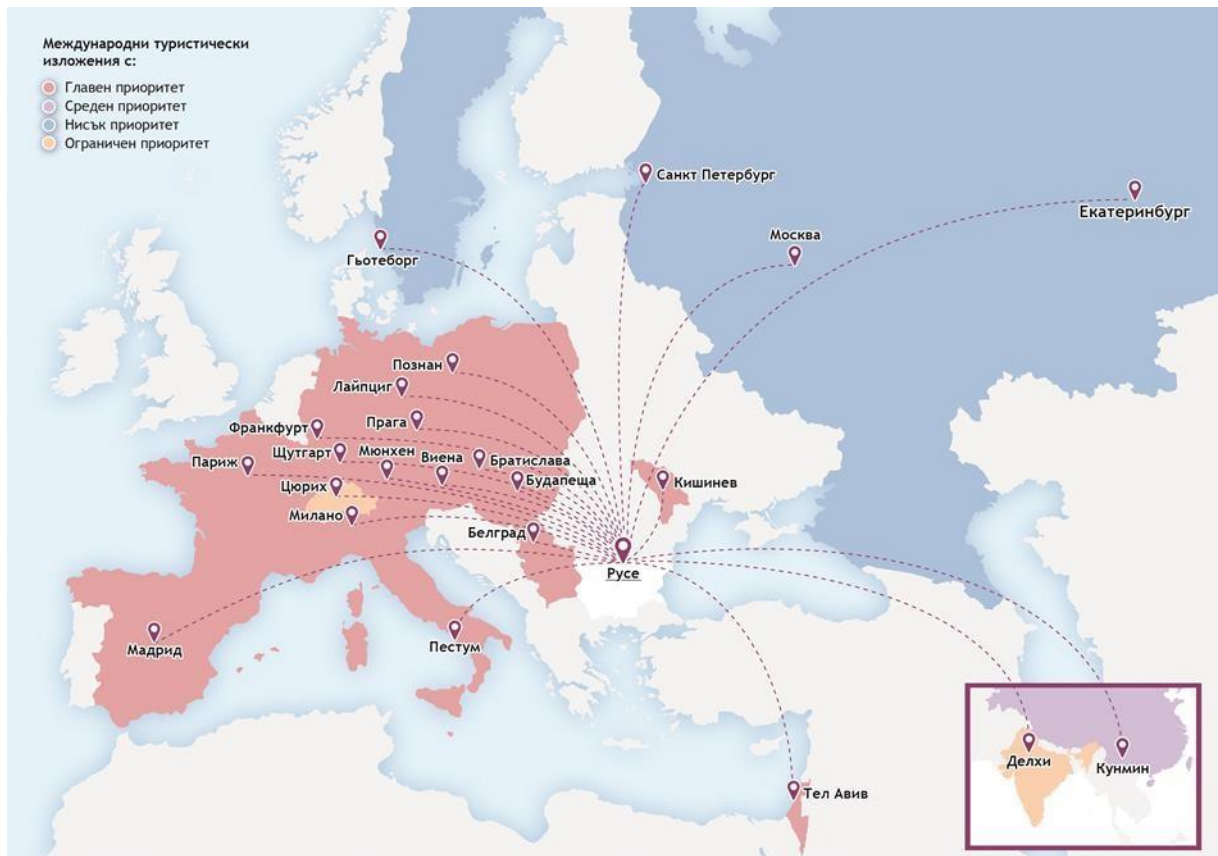 Международни туристически
изложения с:
Главен приоритет
Среден приоритет
Нисък приоритет
Ограничен приоритет
Санкт Петербург
Екатеринбург
Москва
Гьотеборг
Познан
Лайпциг
Прага
Франкфурт
Щутгарт
Мюнхен
Виена
Братислава
Париж
Будапеща
Кишинев
Цюрих
Милано
Белград
Русе
Мадрид
Пестум
Делхи
Кунмин
Тел Авив